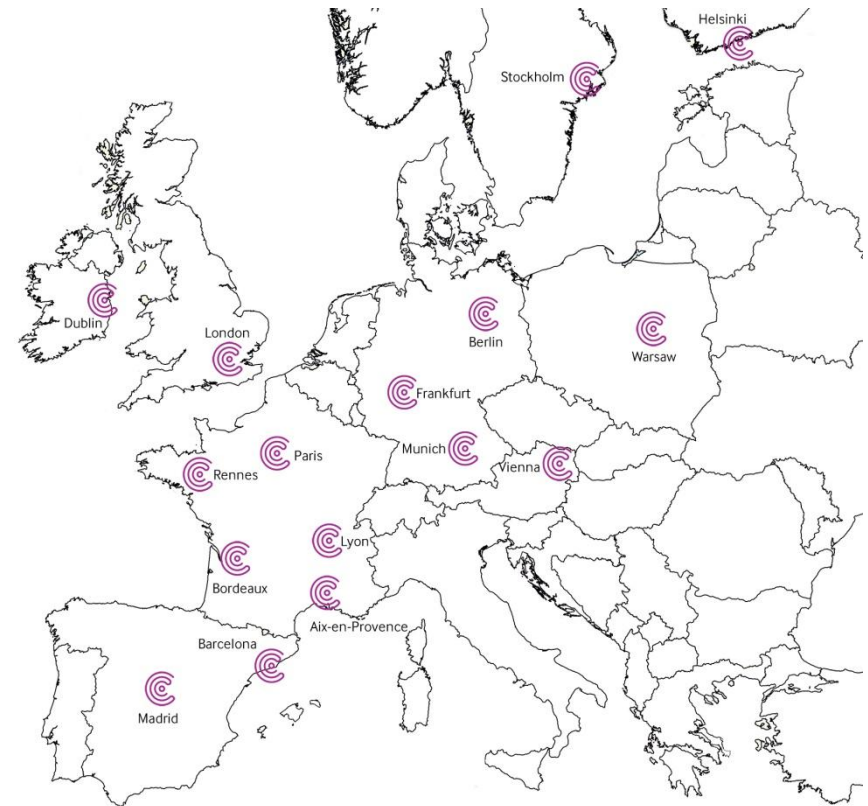 Helsinki
Stockholm
Dublin
London
Berlin
Warsaw
Frankfurt
Munich
Vienna
Paris
Rennes
Lyon
Bordeaux
Aix-en-Provence
Barcelona
Madrid